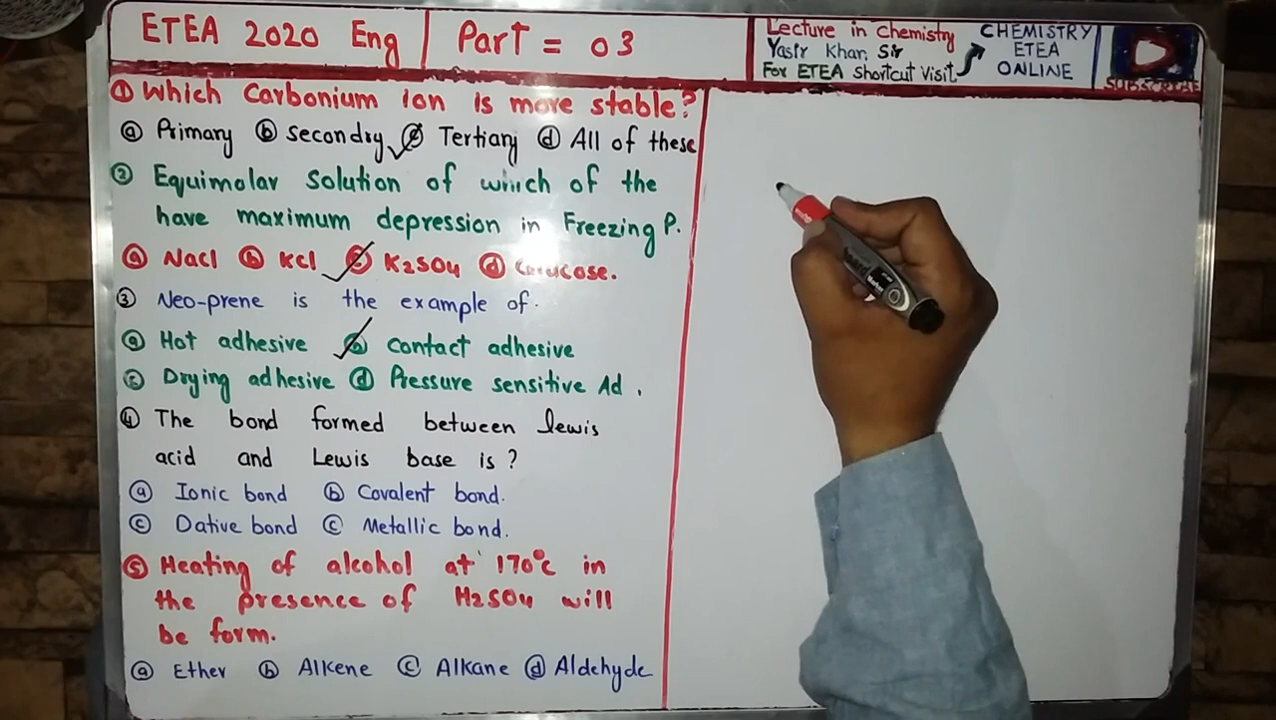 ETEA 2020 Eng
Part = 03
Lecture in Chemistry
Yasir Khan, Sir
For ETEA Shortcut Visit
CHEMISTRY
ETEA
ONLINE
SUBSCRIBE
① Which Carbonium ion is more stable?
ⓐ Primary ⓑ secondry ⓒ Tertiary ⓓ All of these
② Equimolar Solution of which of the
have maximum depression in Freezing P.
ⓐ Nacl ⓑ Kcl ⓒ K2SO4 ⓓ
③ Neo-prene is the example of.
ⓐ Hot adhesive ⓑ contact adhesive
ⓒ Drying adhesive ⓓ Pressure sensitive Ad.
④ The bond formed between lewis
acid and Lewis base is?
ⓐ Ionic bond ⓑ Covalent bond.
ⓒ Dative bond ⓒ Metallic bond.
⑤ Heating of alcohol at 170°c in
the presence of H2SO4 will
be form.
ⓐ Ether ⓑ Alkene ⓒ Alkane ⓓ Aldehyde